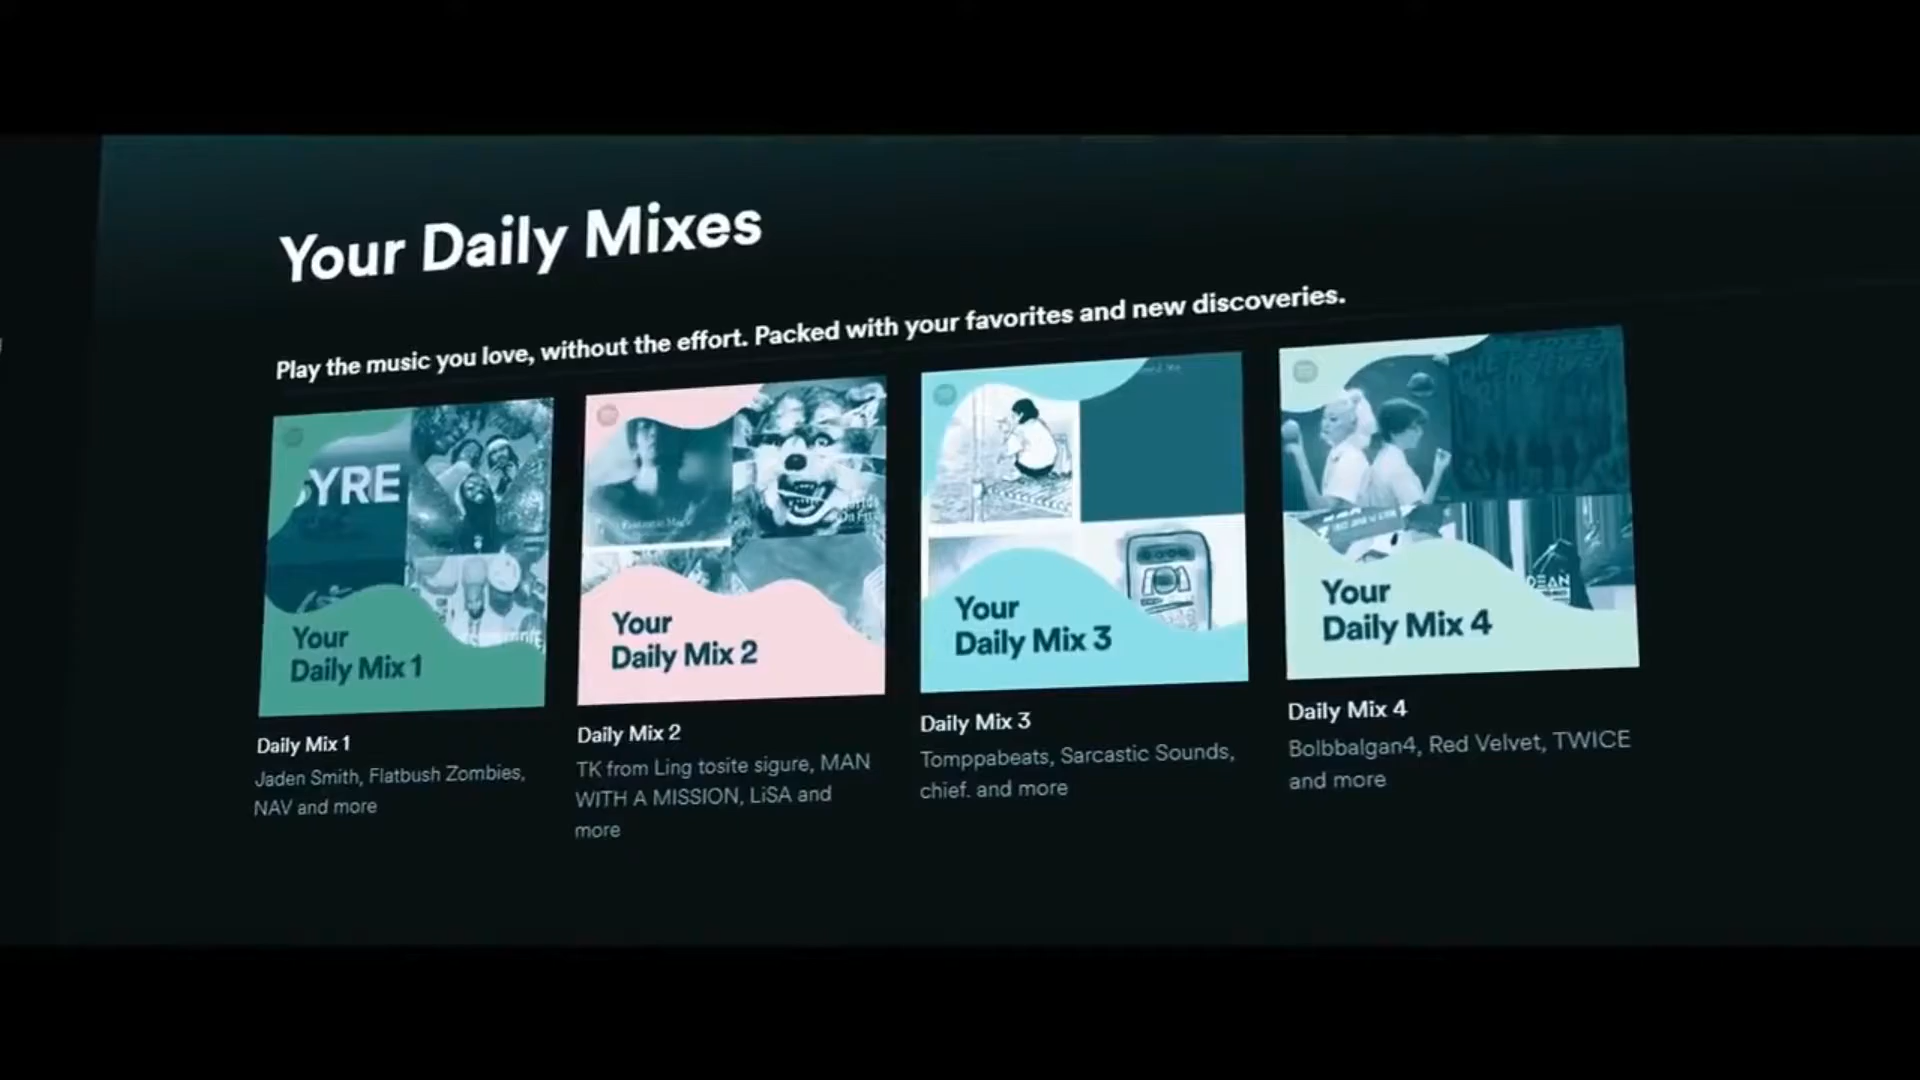 Your Daily Mixes
Play the music you love, without the effort. Packed with your favorites and new discoveries.
SYRE
Your
Daily Mix 1
Your
Daily Mix 2
Your
Daily Mix 3
DEAN
Your
Daily Mix 4
Daily Mix 1
Jaden Smith, Flatbush Zombies,
NAV and more
Daily Mix 2
TK from Ling tosite sigure, MAN
WITH A MISSION, LiSA and
more
Daily Mix 3
Tomppabeats, Sarcastic Sounds,
chief. and more
Daily Mix 4
Bolbbalgan4, Red Velvet, TWICE
and more